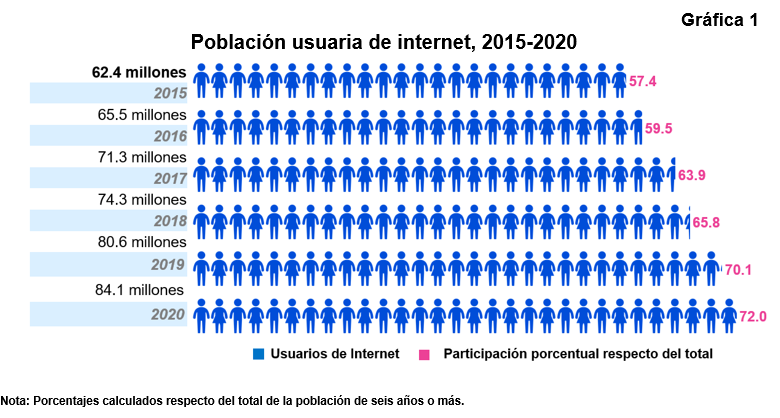 Gráfica 1
Población usuaria de internet, 2015-2020
62.4 millones
2015
57.4
65.5 millones
2016
59.5
71.3 millones
2017
63.9
74.3 millones
2018
65.8
80.6 millones
2019
70.1
84.1 millones
2020
72.0
Usuarios de Internet
Participación porcentual respecto del total
Nota: Porcentajes calculados respecto del total de la población de seis años o más.